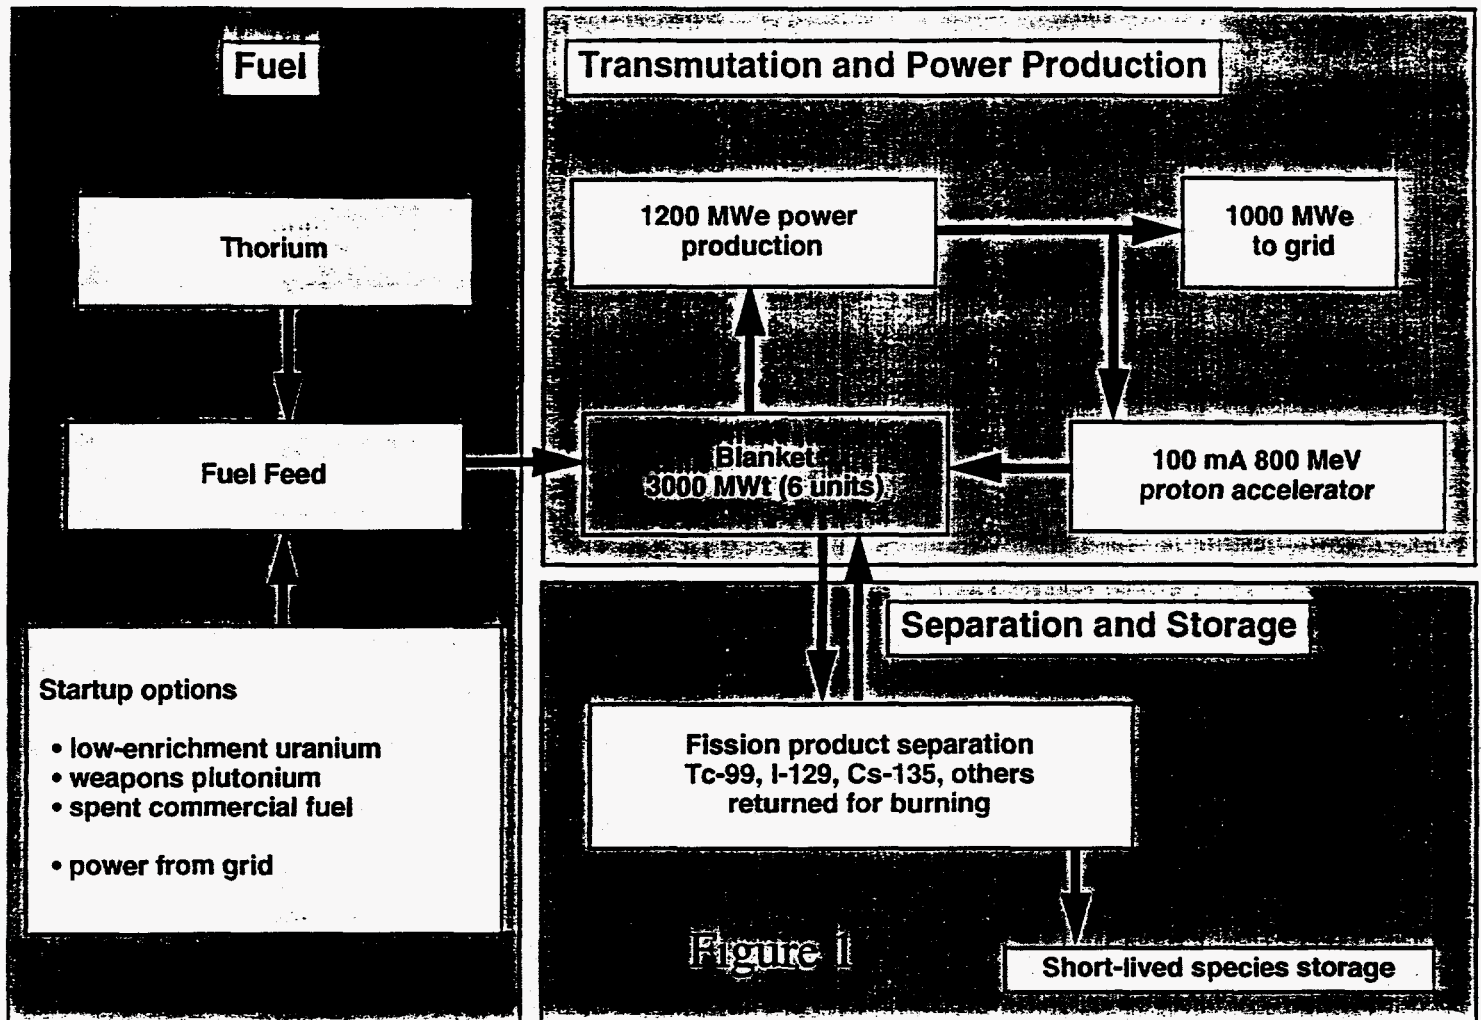 Fuel
Thorium
Fuel Feed
Startup options
• low-enrichment uranium
• weapons plutonium
• spent commercial fuel
• power from grid
Transmutation and Power Production
1200 MWe power
production
1000 MWe
to grid
Blanket
3000 MWt (6 units)
100 mA 800 MeV
proton accelerator
Separation and Storage
Fission product separation
Tc-99, I-129, Cs-135, others
returned for burning
Short-lived species storage
Figure 1